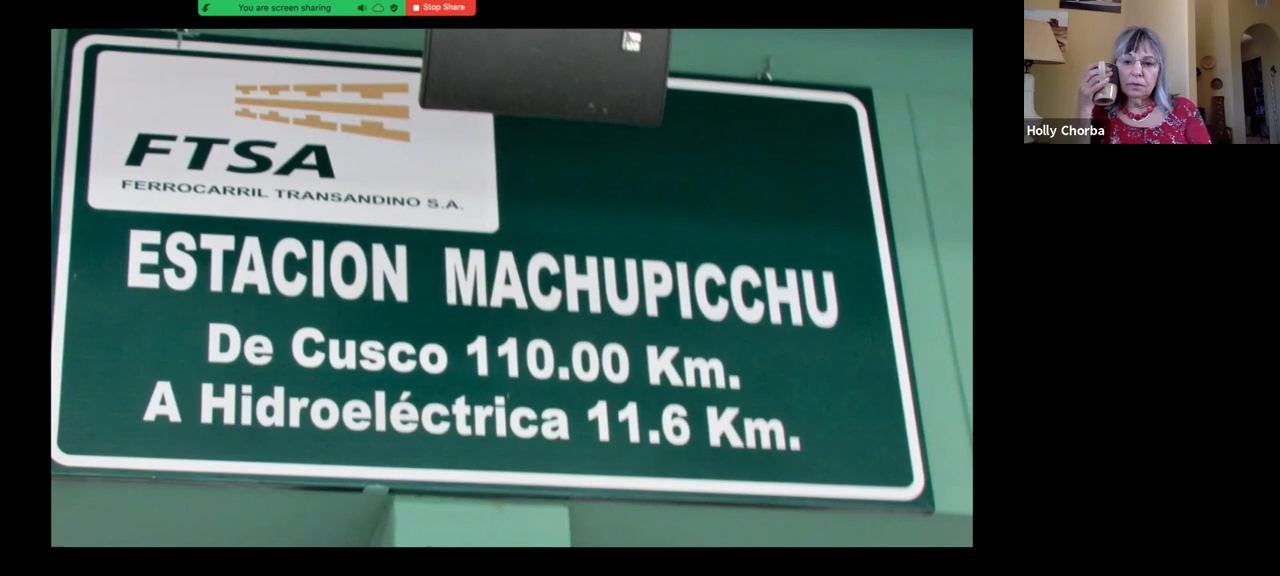 You are screen sharing
Stop Share
FTSA
FERROCARRIL TRANSANDINO S.A.
ESTACION MACHUPICCHU
De Cusco 110.00 Km.
A Hidroeléctrica 11.6 Km.
Holly Chorba